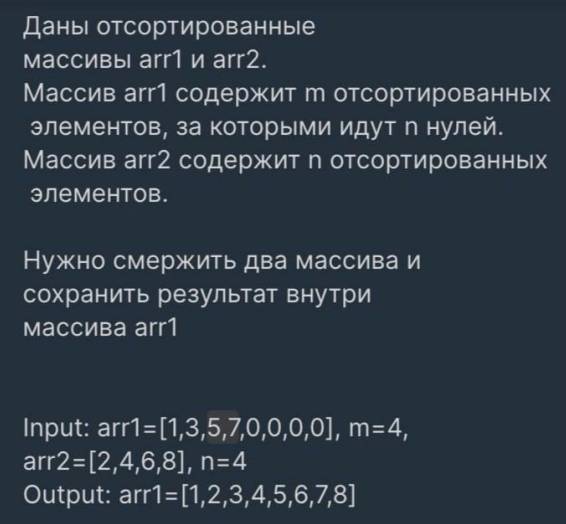 Даны отсортированные
массивы arr1 и arr2.
Массив arr1 содержит m отсортированных
элементов, за которыми идут n нулей.
Массив arr2 содержит n отсортированных
элементов.
Нужно смержить два массива и
сохранить результат внутри
массива arr1
Input: arr1=[1,3,5,7,0,0,0,0], m=4,
arr2=[2,4,6,8], n=4
Output: arr1=[1,2,3,4,5,6,7,8]